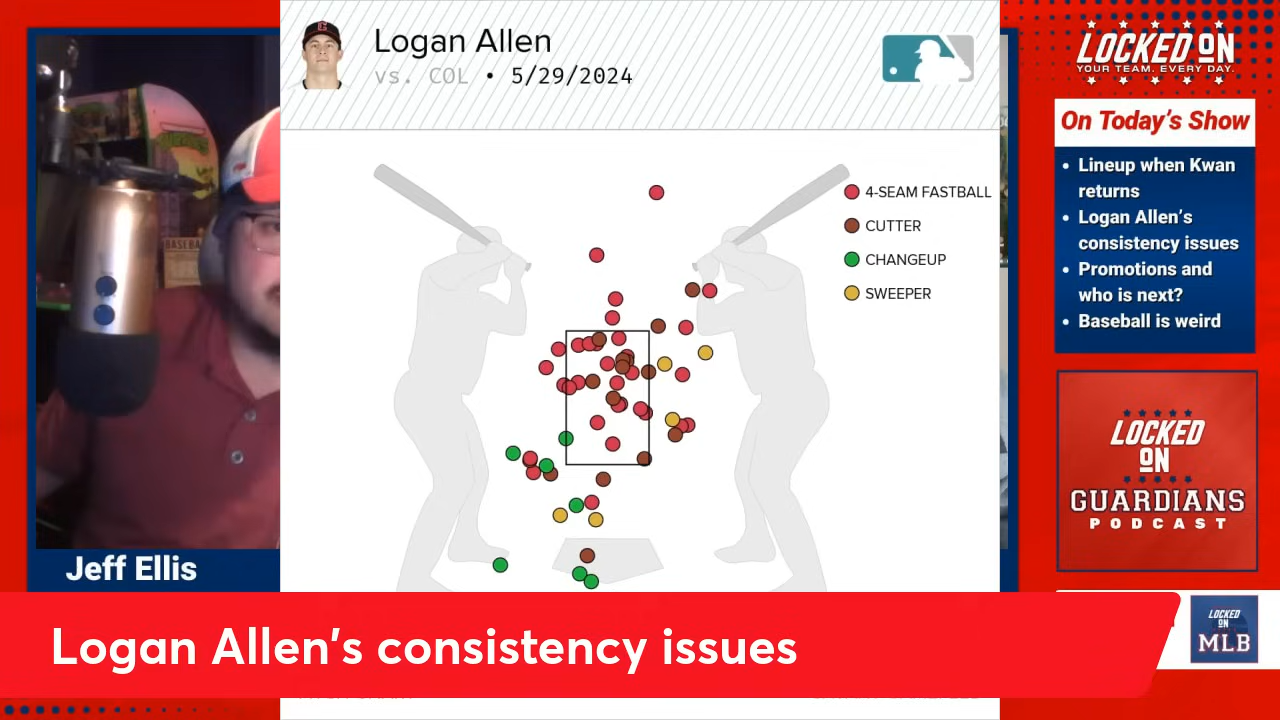 Logan Allen
vs. COL • 5/29/2024
4-SEAM FASTBALL
CUTTER
CHANGEUP
SWEEPER
LOCKED ON
YOUR TEAM. EVERY DAY.
On Today's Show
• Lineup when Kwan
returns
• Logan Allen's
consistency issues
• Promotions and
who is next?
• Baseball is weird
LOCKED
ON
GUARDIANS
PODCAST
Jeff Ellis
Logan Allen's consistency issues
LOCKED
ON
MLB